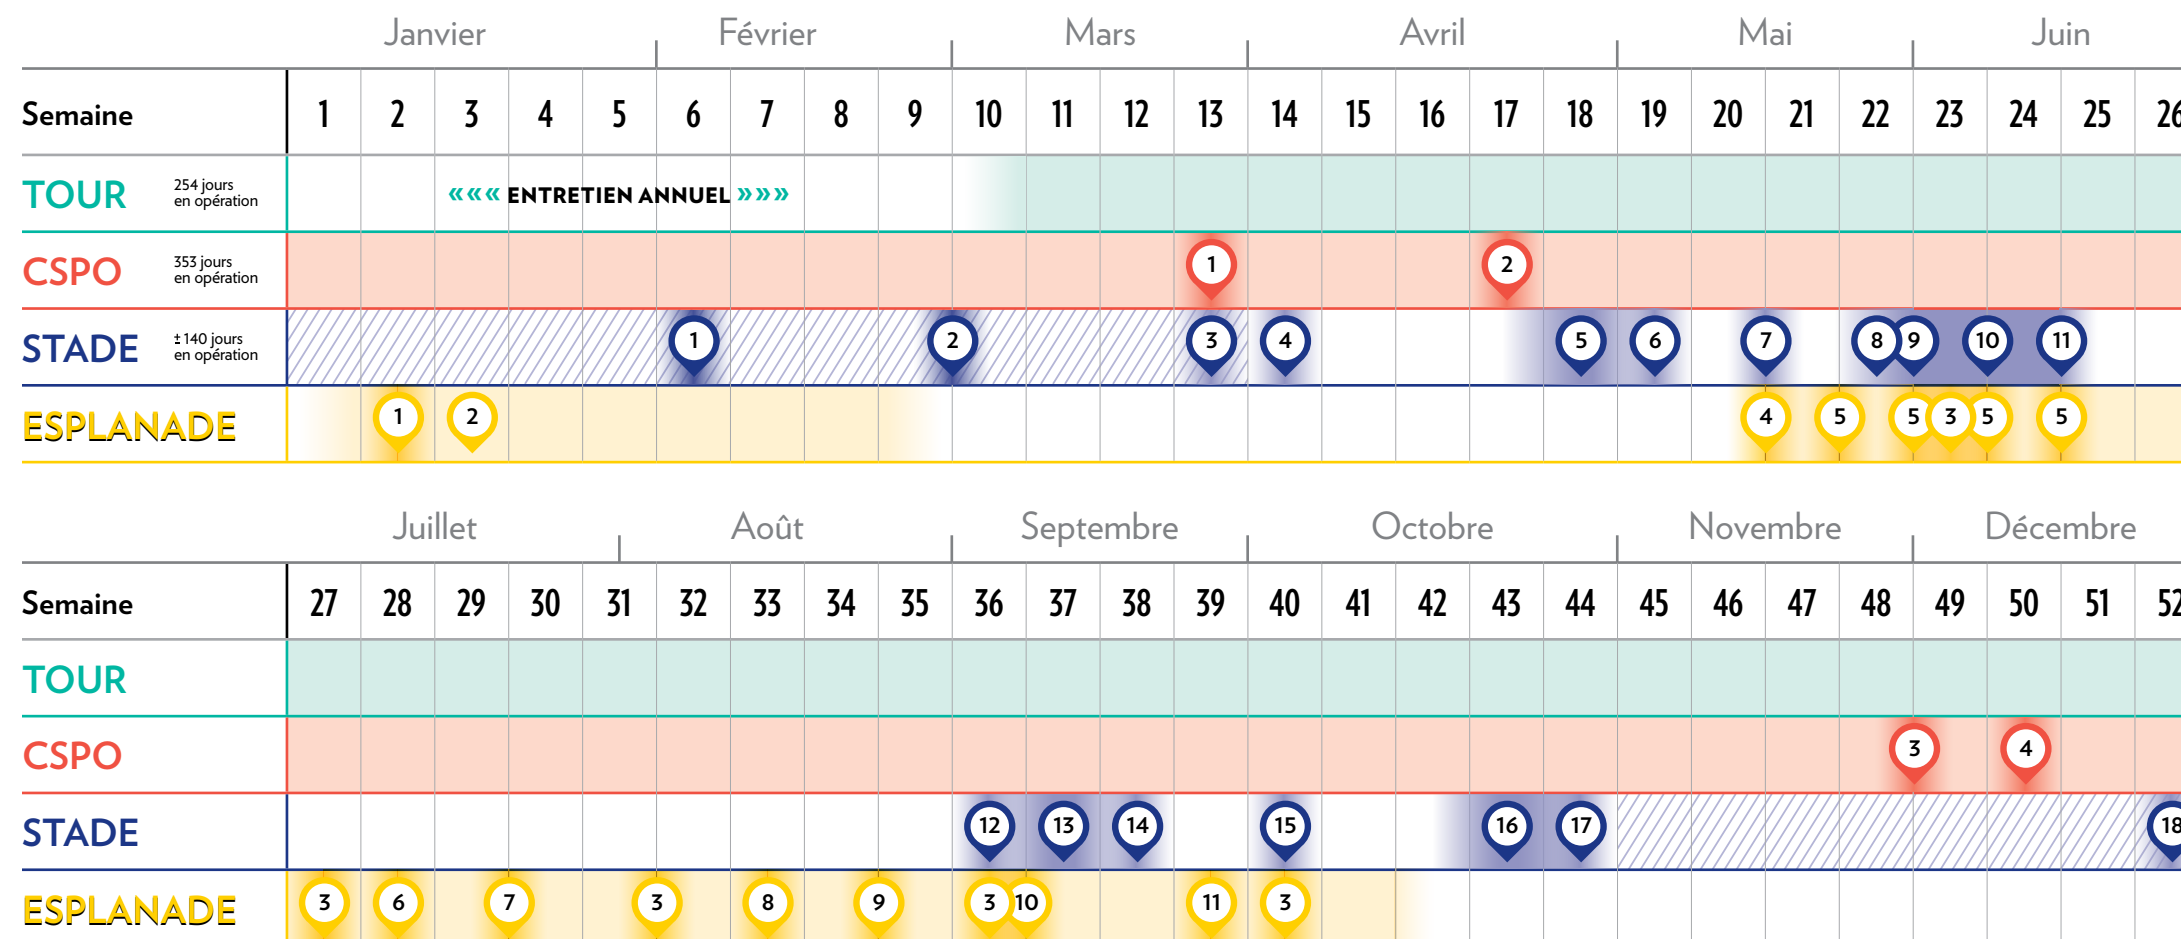 Janvier Février Mars Avril Mai Juin
Semaine 1 2 3 4 5 6 7 8 9 10 11 12 13 14 15 16 17 18 19 20 21 22 23 24 25 26
TOUR 254 jours
en opération
««« ENTRETIEN ANNUEL »»»
CSPO 353 jours
en opération
1 2
STADE ±140 jours
en opération
1 2 3 4 5 6 7 8 9 10 11
ESPLANADE 1 2 4 5 5 3 5 5
Juillet Août Septembre Octobre Novembre Décembre
Semaine 27 28 29 30 31 32 33 34 35 36 37 38 39 40 41 42 43 44 45 46 47 48 49 50 51 52
TOUR
CSPO 3 4
STADE 12 13 14 15 16 17 18
ESPLANADE 3 6 7 3 8 9 3 10 11 3